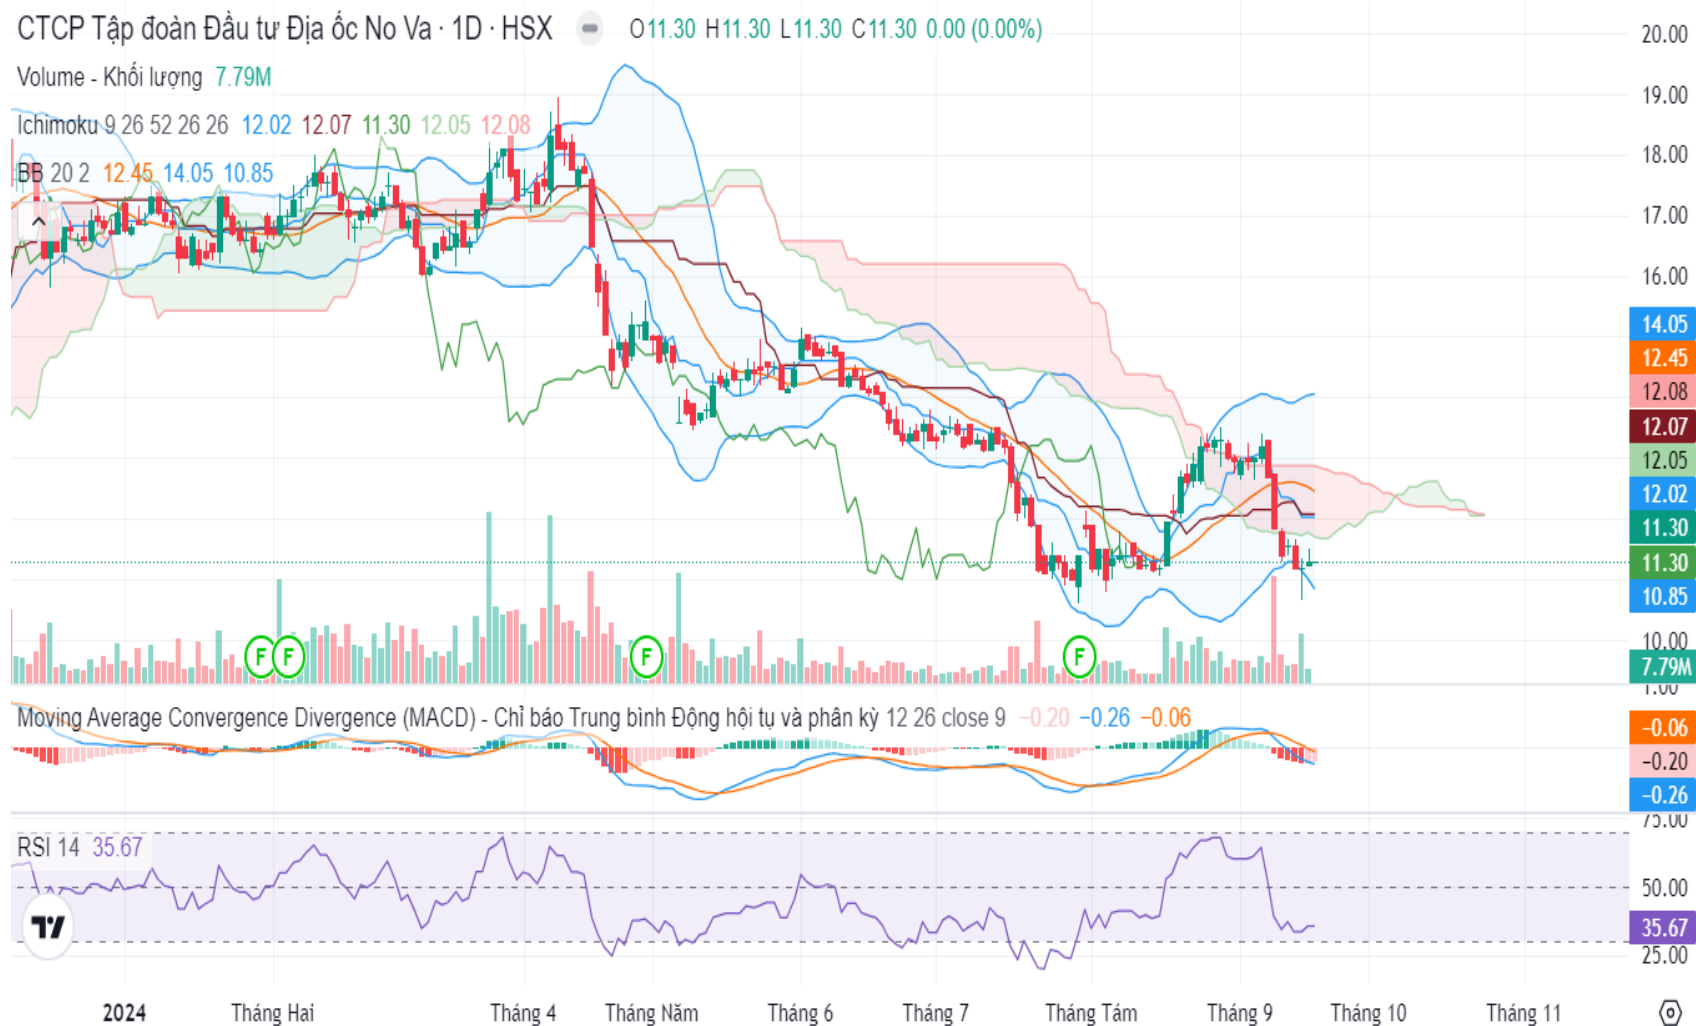 CTCP Tập đoàn Đầu tư Địa ốc No Va · 1D · HSX O11.30 H11.30 L11.30 C11.30 0.00 (0.00%)
Volume - Khối lượng 7.79M
Ichimoku 9 26 52 26 26 12.02 12.07 11.30 12.05 12.08
BB 20 2 12.45 14.05 10.85
20.00
19.00
18.00
17.00
16.00
14.05
12.45
12.08
12.07
12.05
12.02
11.30
11.30
10.85
10.00
7.79M
F F F F
1.00
Moving Average Convergence Divergence (MACD) - Chỉ báo Trung bình Động hội tụ và phân kỳ 12 26 close 9 −0.20 −0.26 −0.06
−0.06
−0.20
−0.26
75.00
RSI 14 35.67
50.00
35.67
25.00
2024 Tháng Hai Tháng 4 Tháng Năm Tháng 6 Tháng 7 Tháng Tám Tháng 9 Tháng 10 Tháng 11